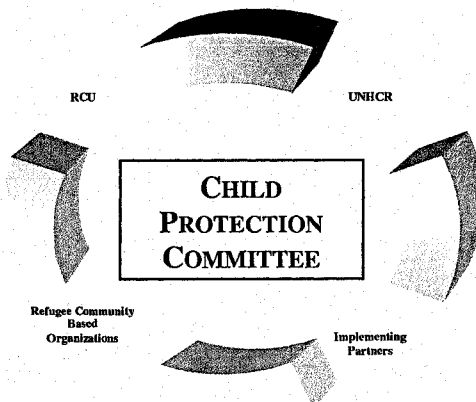 RCU
UNHCR
CHILD
PROTECTION
COMMITTEE
Refugee Community
Based
Organizations
Implementing
Partners